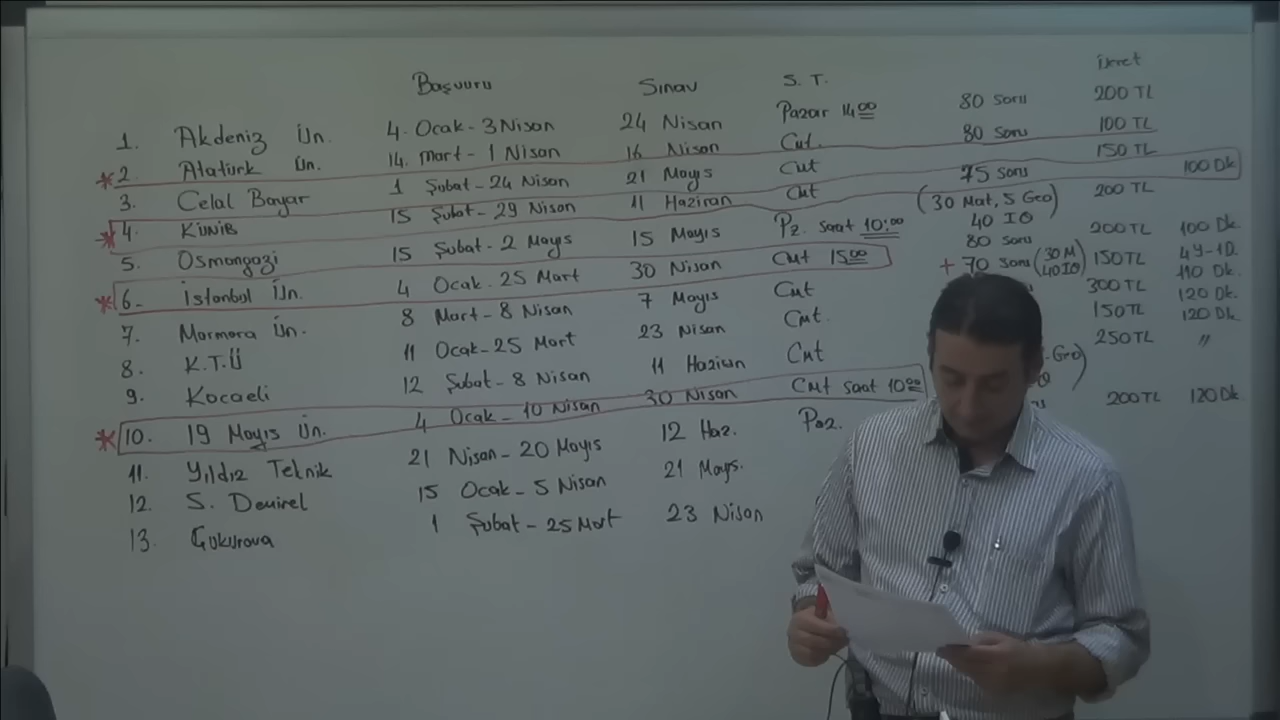 Başvuru Sınav S. T. Ücret
1. Akdeniz Ün. 4. Ocak - 3 Nisan 24 Nisan Pazar 14:00 80 soru 200 TL
* 2. Atatürk Ün. 14. Mart - 1 Nisan 16 Nisan Cmt. 80 soru 100 TL
3. Celal Bayar 1 Şubat - 24 Nisan 21 Mayıs Cmt 150 TL
* 4. KÜNİB 15 Şubat - 29 Nisan 11 Haziran Cmt 75 soru 100 Dk
(30 Mat, 5 Geo) 200 TL
40 IQ
5. Osmangazi 15 Şubat - 2 Mayıs 15 Mayıs Pz. saat 10:00 80 soru 200 TL 100 Dk.
* 6- İstanbul Ün. 4 Ocak - 25 Mart 30 Nisan Cmt 15:00 + 70 soru (30 M 40 IQ) 150 TL
110 Dk.
7. Marmara Ün. 8 Mart - 8 Nisan 7 Mayıs Cmt 300 TL 120 Dk.
8. K.T.Ü 11 Ocak - 25 Mart 23 Nisan Cmt. 150 TL 120 Dk
9. Kocaeli 12 Şubat - 8 Nisan 11 Haziran Cmt 250 TL "
* 10. 19 Mayıs Ün. 4 Ocak - 10 Nisan 30 Nisan Cmt saat 10:00
11. Yıldız Teknik 21 Nisan - 20 Mayıs 12 Haz. Paz. 200 TL 120 Dk
12. S. Demirel 15 Ocak - 5 Nisan 21 Mays.
13. Çukurova 1 Şubat - 25 Mart 23 Nisan